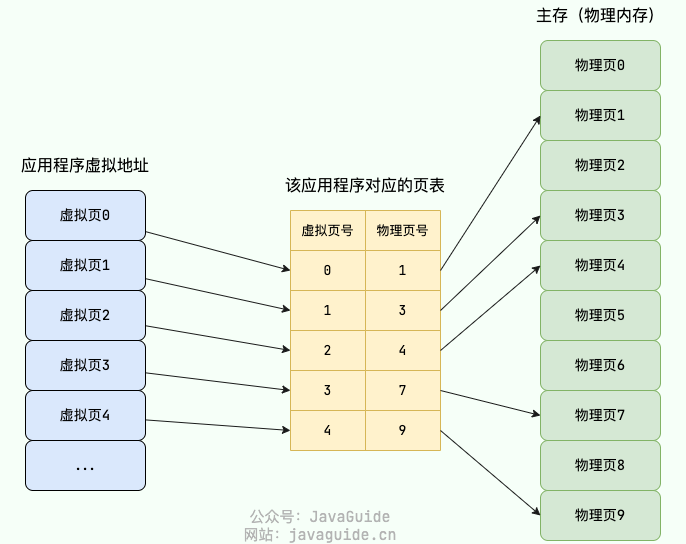 主存（物理内存）
物理页0
物理页1
物理页2
物理页3
物理页4
物理页5
物理页6
物理页7
物理页8
物理页9
应用程序虚拟地址
虚拟页0
虚拟页1
虚拟页2
虚拟页3
虚拟页4
...
该应用程序对应的页表
虚拟页号 物理页号
0 1
1 3
2 4
3 7
4 9
公众号：JavaGuide
网站：javaguide.cn